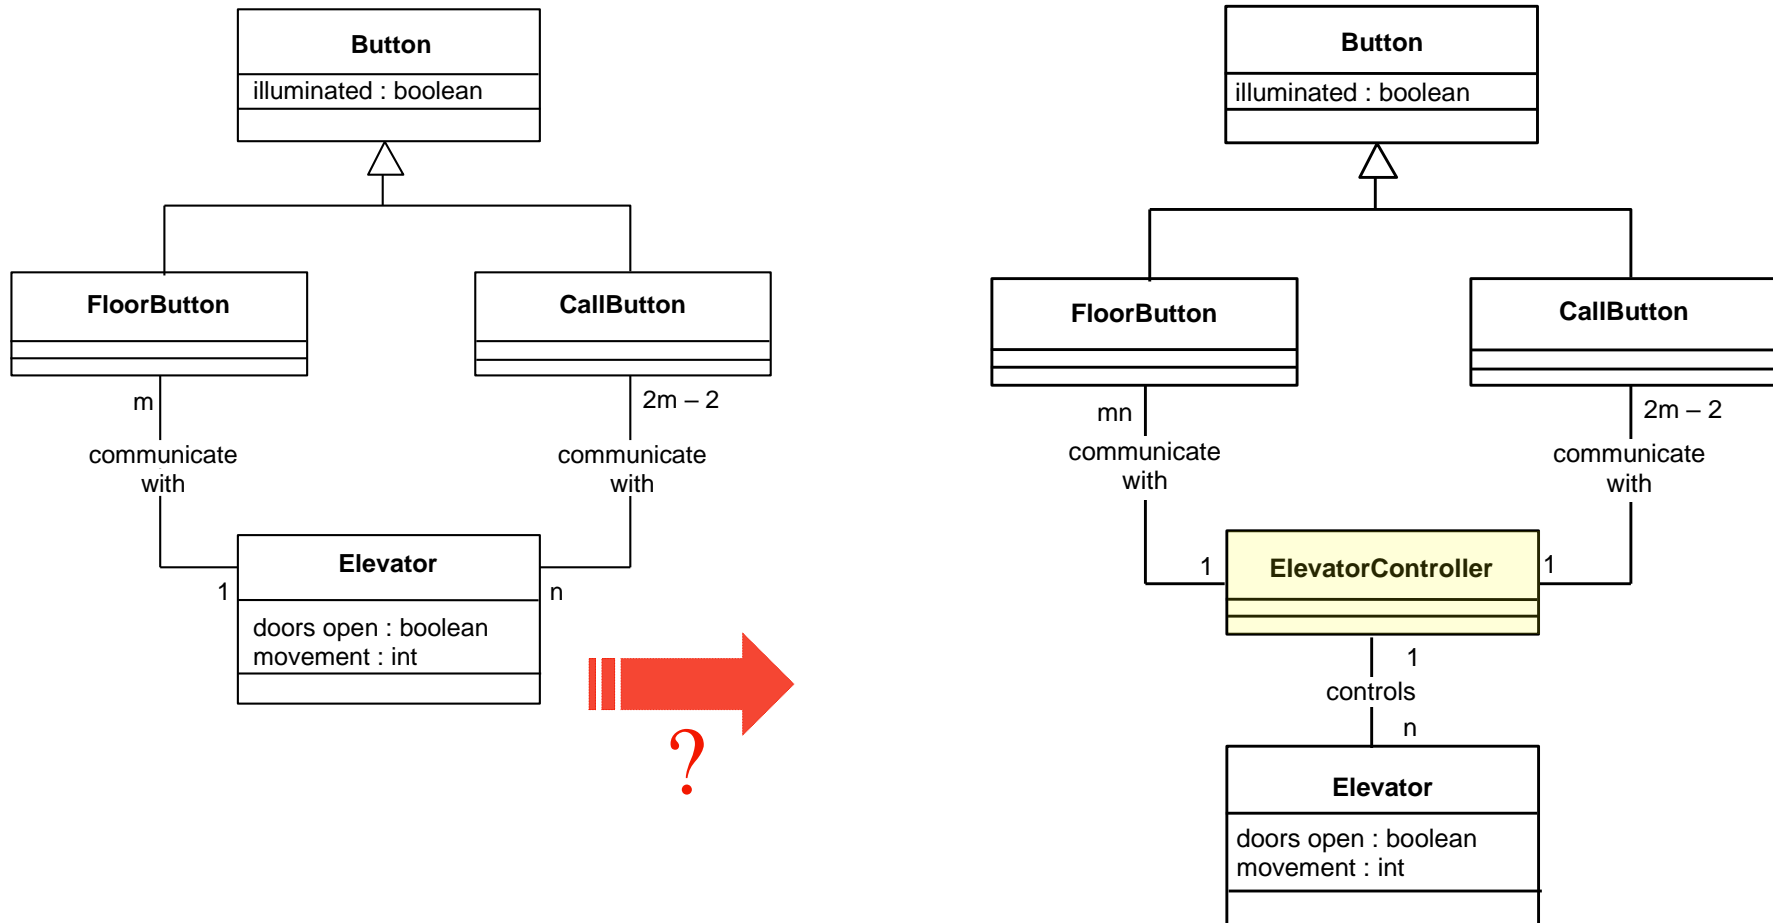 Button
illuminated : boolean
FloorButton
CallButton
m
2m – 2
communicate
with
communicate
with
Elevator
1
n
doors open : boolean
movement : int
?
Button
illuminated : boolean
FloorButton
CallButton
mn
2m – 2
communicate
with
communicate
with
1
ElevatorController
1
1
controls
n
Elevator
doors open : boolean
movement : int